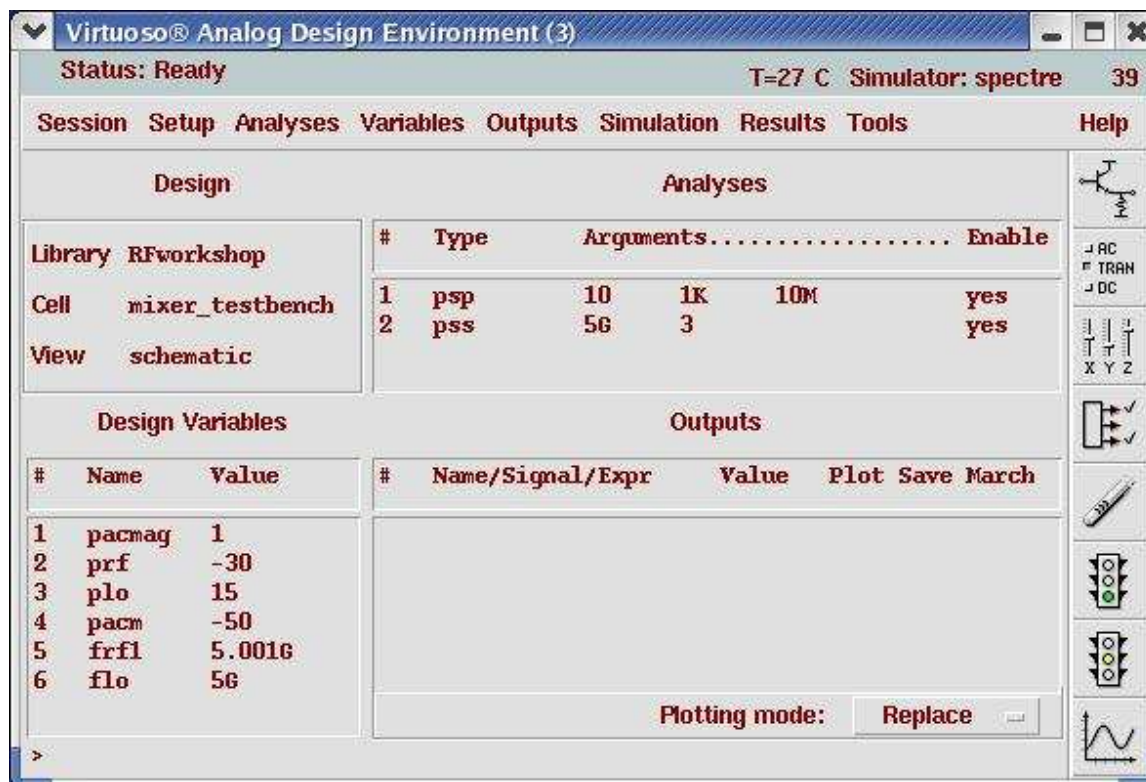 Virtuoso® Analog Design Environment (3)
Status: Ready T=27 C Simulator: spectre 39
Session Setup Analyses Variables Outputs Simulation Results Tools Help
Design
Library RFworkshop
Cell mixer_testbench
View schematic
Analyses
# Type Arguments................... Enable
1 psp 10 1K 10M yes
2 pss 5G 3 yes
Design Variables
# Name Value
1 pacmag 1
2 prf -30
3 plo 15
4 pacm -50
5 frf1 5.001G
6 flo 5G
Outputs
# Name/Signal/Expr Value Plot Save March
Plotting mode: Replace
>
AC
TRAN
DC
X Y Z